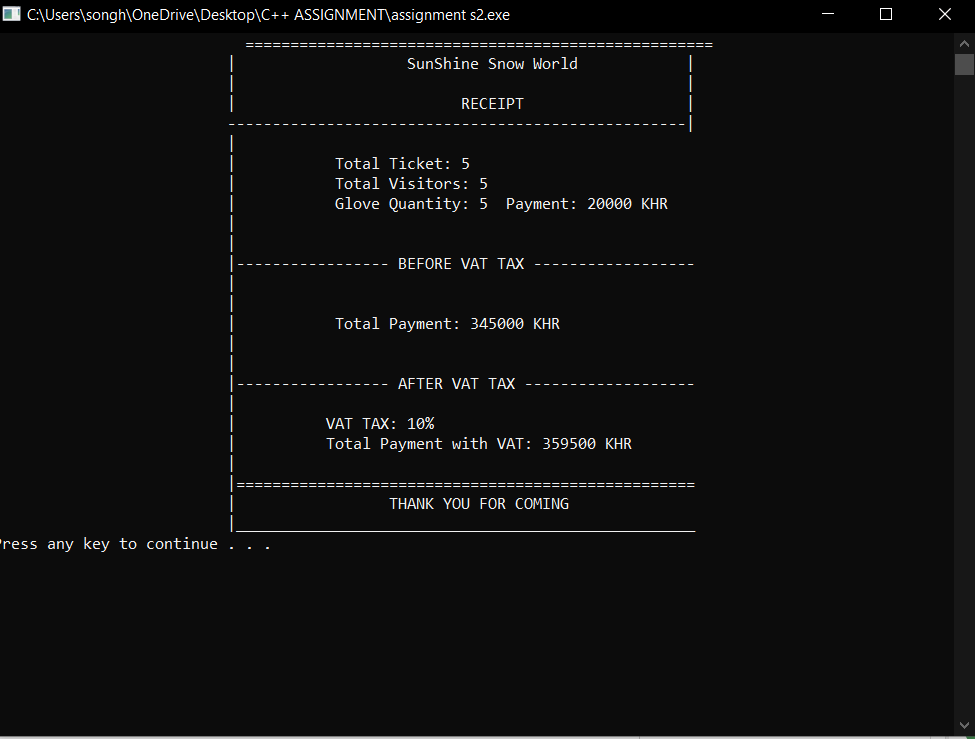 C:\Users\songh\OneDrive\Desktop\C++ ASSIGNMENT\assignment s2.exe
====================================================
| SunShine Snow World |
| |
| RECEIPT |
---------------------------------------------------|
|
| Total Ticket: 5
| Total Visitors: 5
| Glove Quantity: 5 Payment: 20000 KHR
|
|
|----------------- BEFORE VAT TAX ------------------
|
|
| Total Payment: 345000 KHR
|
|
|----------------- AFTER VAT TAX -------------------
|
| VAT TAX: 10%
| Total Payment with VAT: 359500 KHR
|
|===================================================
| THANK YOU FOR COMING
|___________________________________________________
Press any key to continue . . .